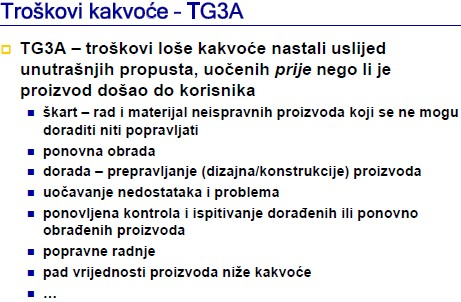 Troškovi kakvoće - TG3A
TG3A – troškovi loše kakvoće nastali uslijed
unutrašnjih propusta, uočenih prije nego li je
proizvod došao do korisnika
škart – rad i materijal neispravnih proizvoda koji se ne mogu
doraditi niti popravljati
ponovna obrada
dorada – prepravljanje (dizajna/konstrukcije) proizvoda
uočavanje nedostataka i problema
ponovljena kontrola i ispitivanje dorađenih ili ponovno
obrađenih proizvoda
popravne radnje
pad vrijednosti proizvoda niže kakvoće
...